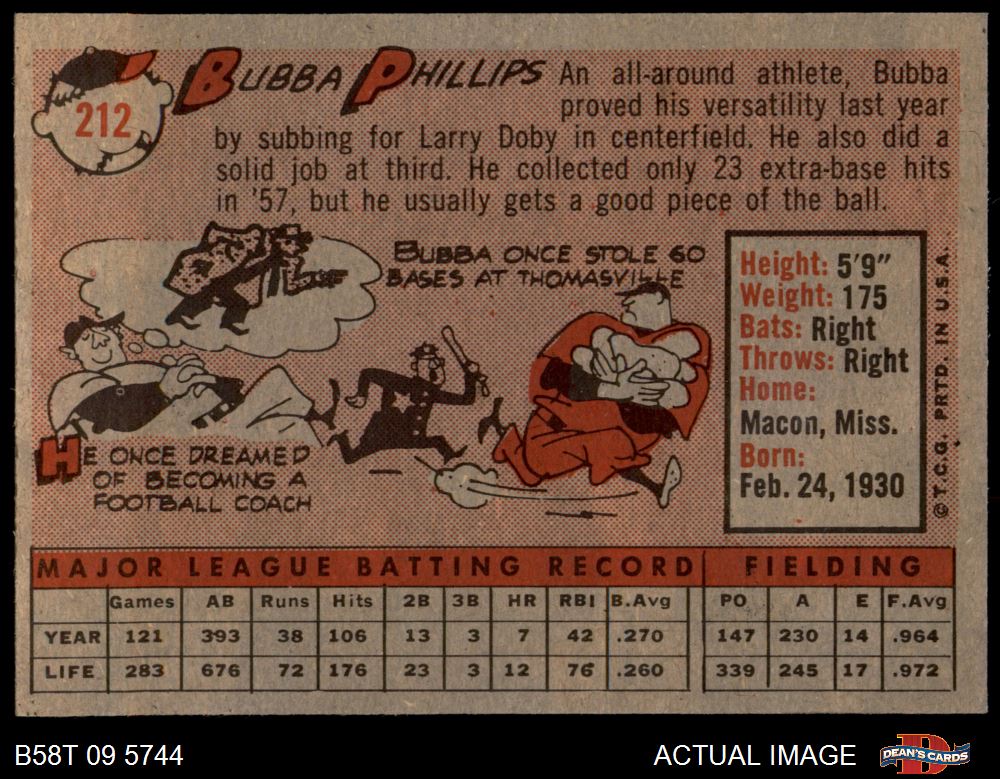 212
BUBBA PHILLIPS An all-around athlete, Bubba
proved his versatility last year
by subbing for Larry Doby in centerfield. He also did a
solid job at third. He collected only 23 extra-base hits
in '57, but he usually gets a good piece of the ball.
BUBBA ONCE STOLE 60
BASES AT THOMASVILLE
HE ONCE DREAMED
OF BECOMING A
FOOTBALL COACH
Height: 5'9"
Weight: 175
Bats: Right
Throws: Right
Home:
Macon, Miss.
Born:
Feb. 24, 1930
©T.C.G. PRTD. IN U.S.A.
MAJOR LEAGUE BATTING RECORD FIELDING
Games AB Runs Hits 2B 3B HR RBI B.Avg PO A E F.Avg
YEAR 121 393 38 106 13 3 7 42 .270 147 230 14 .964
LIFE 283 676 72 176 23 3 12 76 .260 339 245 17 .972
B58T 09 5744 ACTUAL IMAGE DEAN'S CARDS